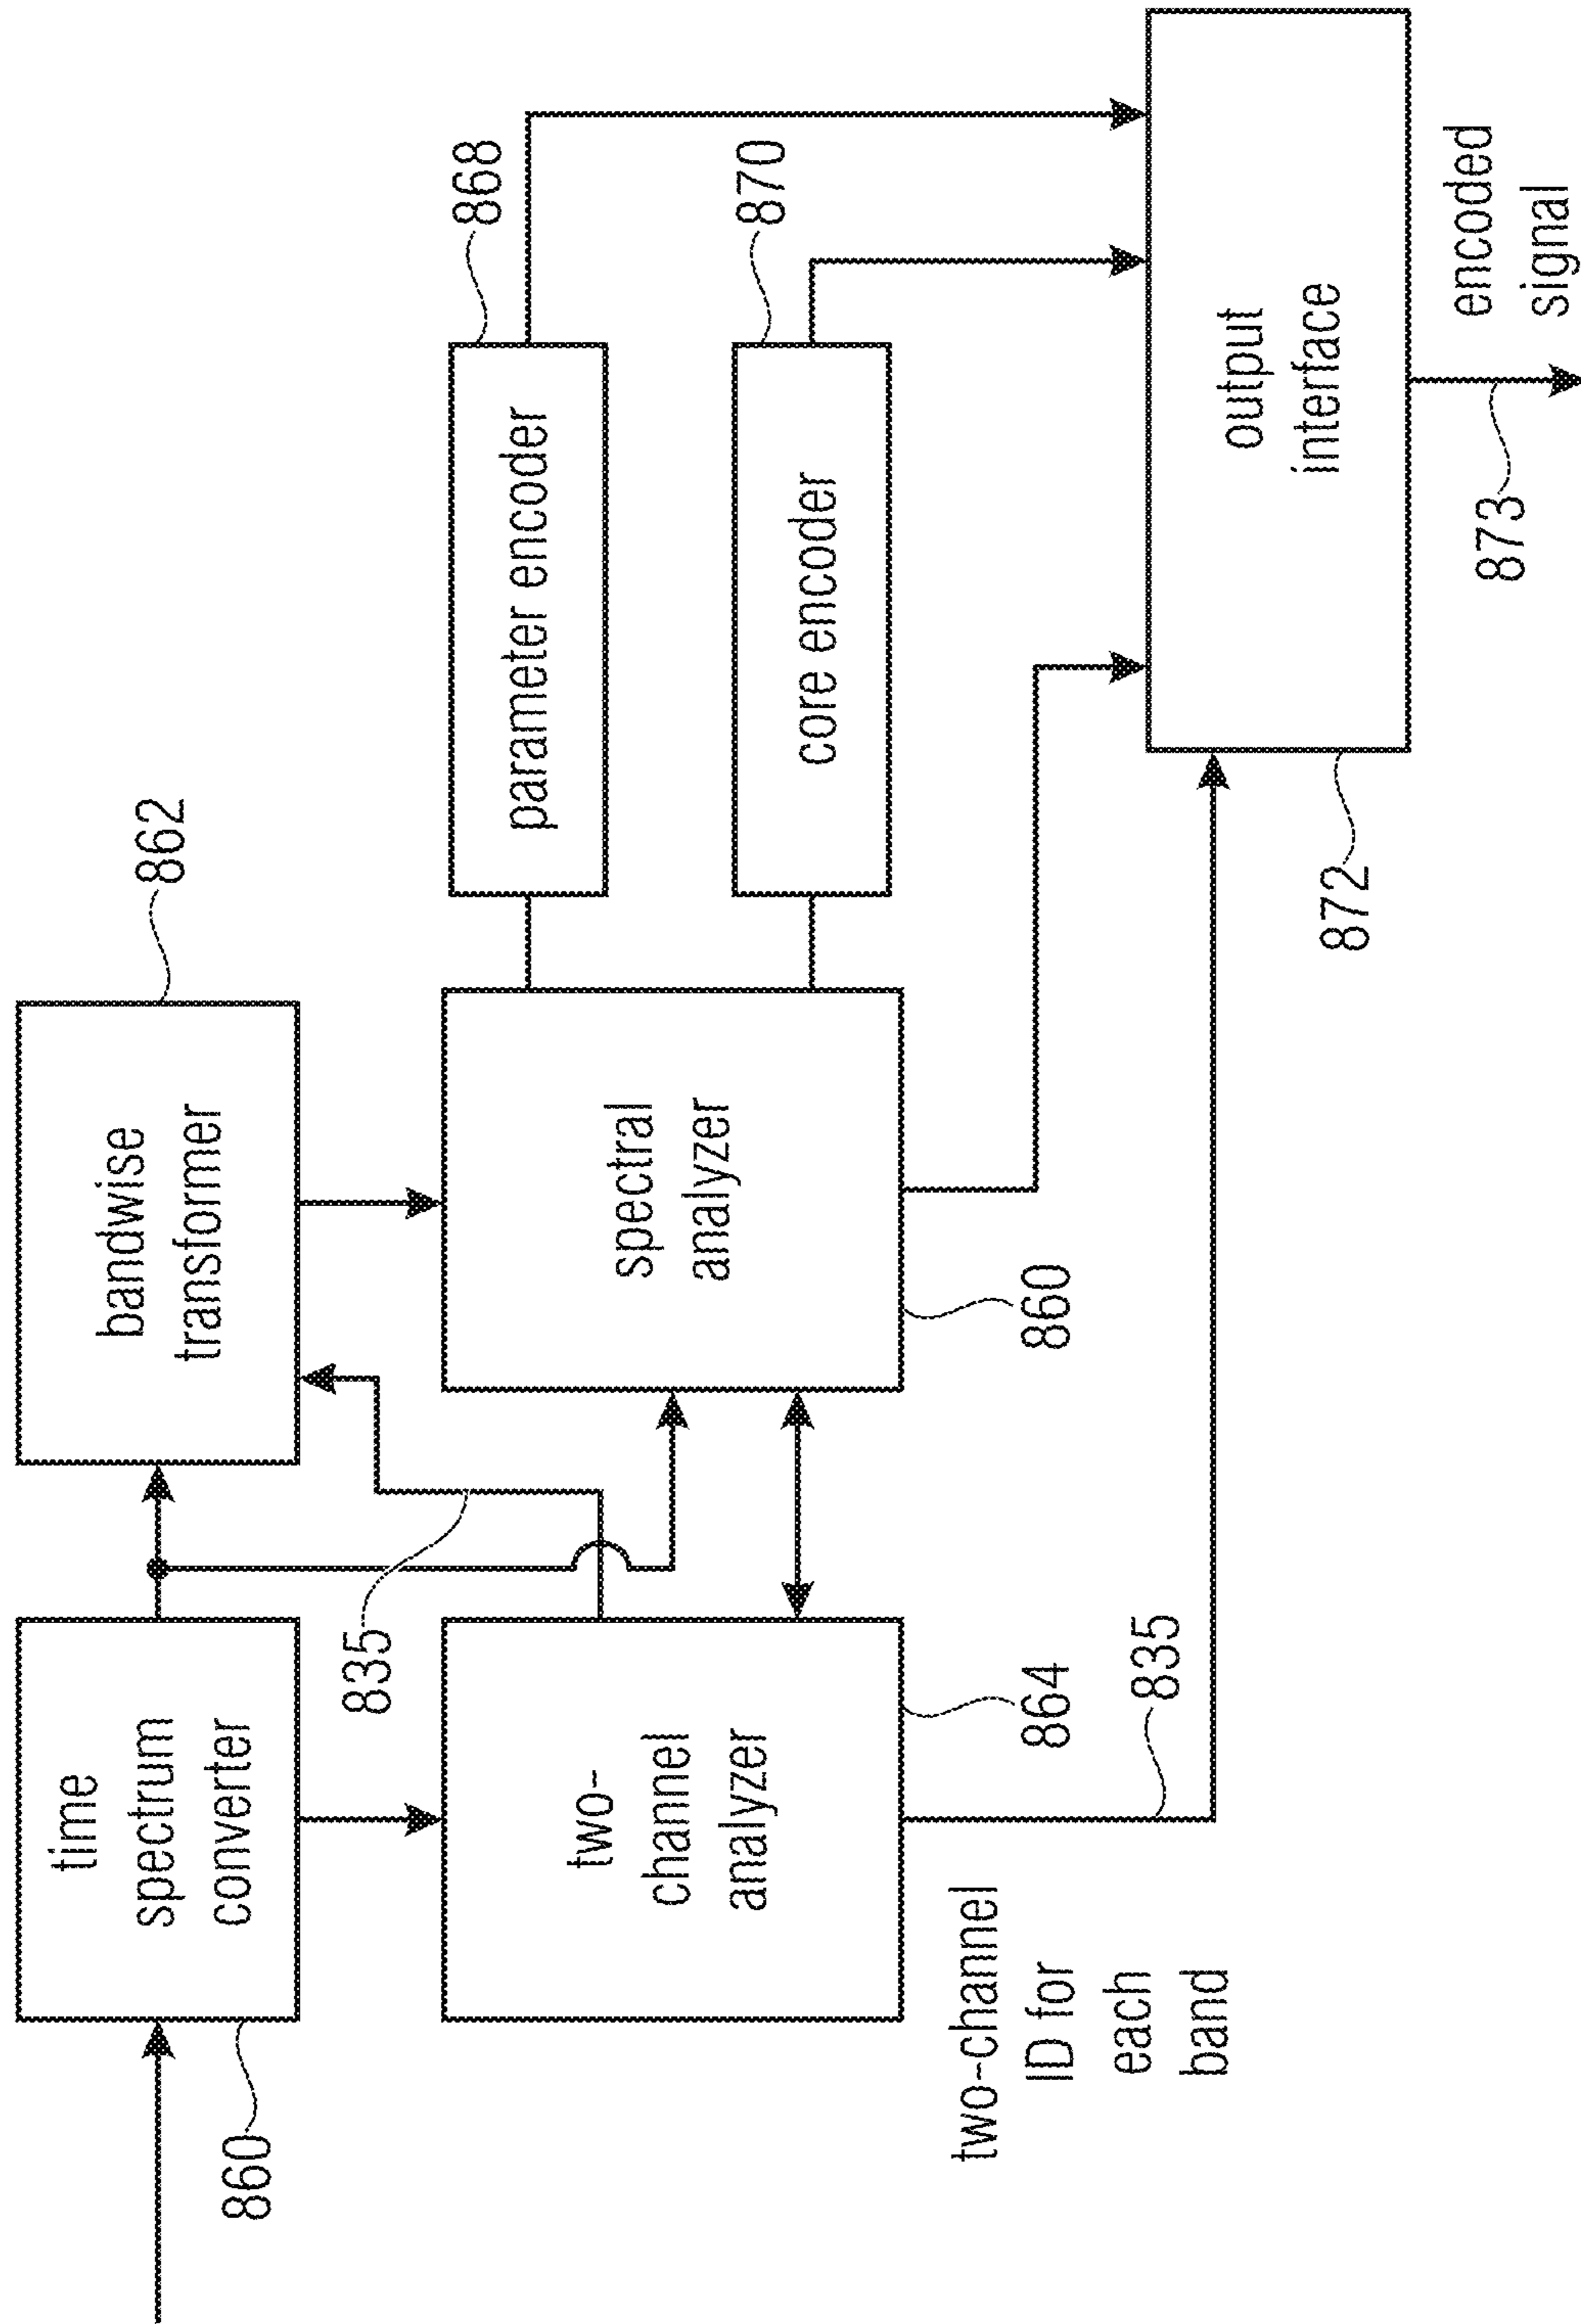 time
spectrum
converter
860
bandwise
transformer
862
835
two-
channel
analyzer
864
spectral
analyzer
860
parameter encoder
868
core encoder
870
two-channel
ID for
each
band
835
output
interface
872
873
encoded
signal